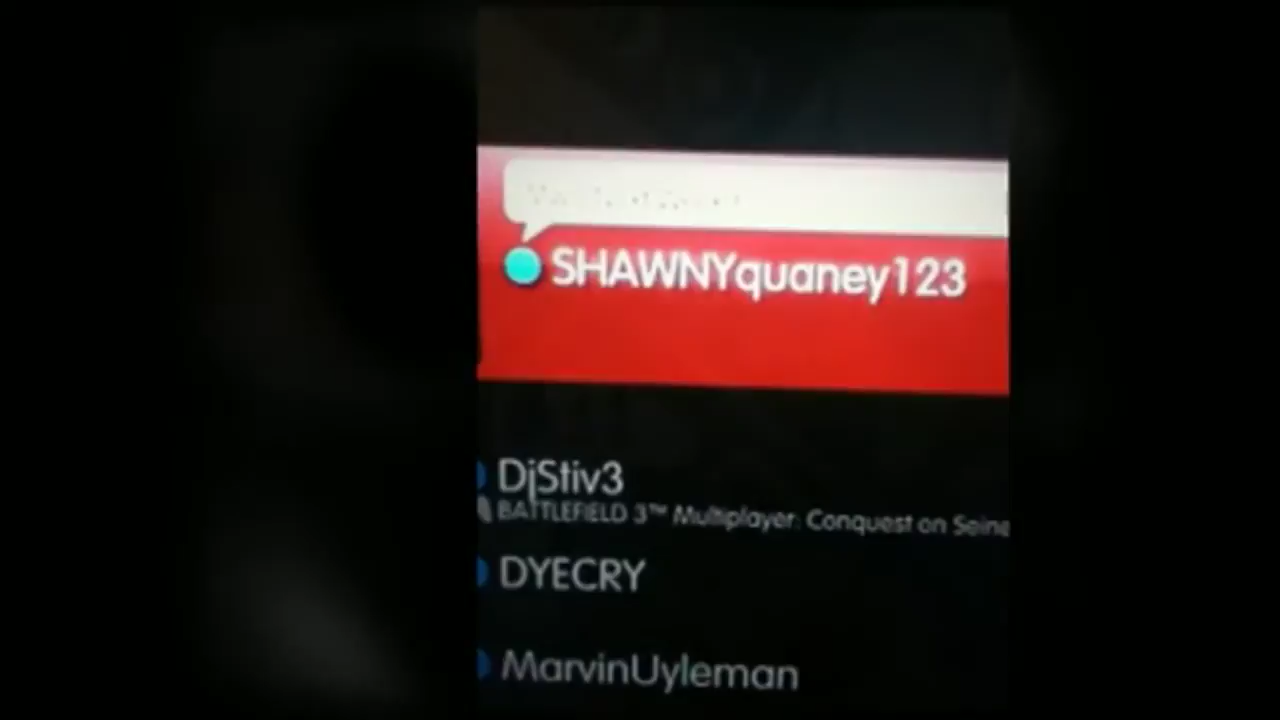 SHAWNYquaney123
DjStiv3
BATTLEFIELD 3™ Multiplayer: Conquest on Seine
DYECRY
MarvinUyleman